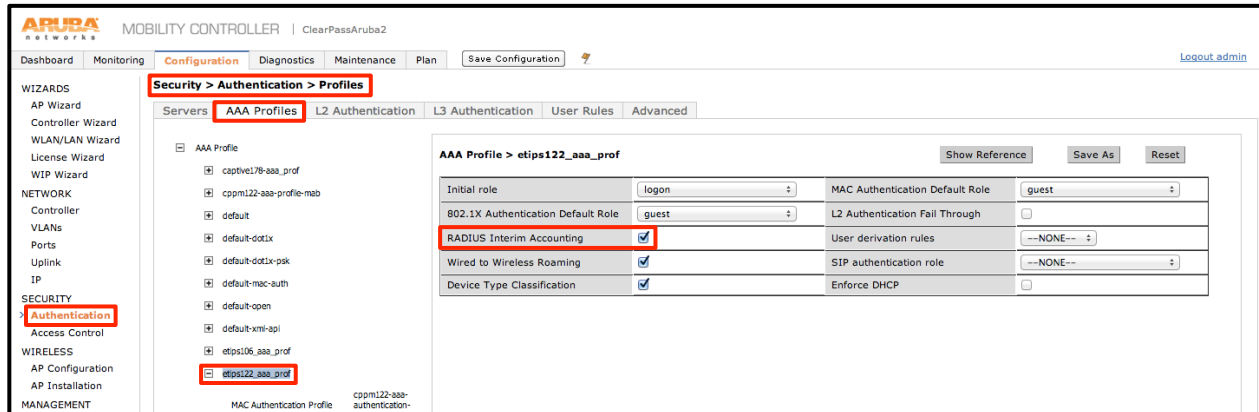 ARUBA
networks
MOBILITY CONTROLLER | ClearPassAruba2
Dashboard Monitoring Configuration Diagnostics Maintenance Plan Save Configuration Logout admin
WIZARDS
AP Wizard
Controller Wizard
WLAN/LAN Wizard
License Wizard
WIP Wizard
NETWORK
Controller
VLANs
Ports
Uplink
IP
SECURITY
> Authentication
Access Control
WIRELESS
AP Configuration
AP Installation
MANAGEMENT
Security > Authentication > Profiles
Servers AAA Profiles L2 Authentication L3 Authentication User Rules Advanced
AAA Profile
captive178-aaa_prof
cppm122-aaa-profile-mab
default
default-dot1x
default-dot1x-psk
default-mac-auth
default-open
default-xml-api
etips106_aaa_prof
etips122_aaa_prof
MAC Authentication Profile
cppm122-aaa-
authentication-
AAA Profile > etips122_aaa_prof Show Reference Save As Reset
Initial role logon MAC Authentication Default Role guest
802.1X Authentication Default Role guest L2 Authentication Fail Through
RADIUS Interim Accounting User derivation rules --NONE--
Wired to Wireless Roaming SIP authentication role --NONE--
Device Type Classification Enforce DHCP